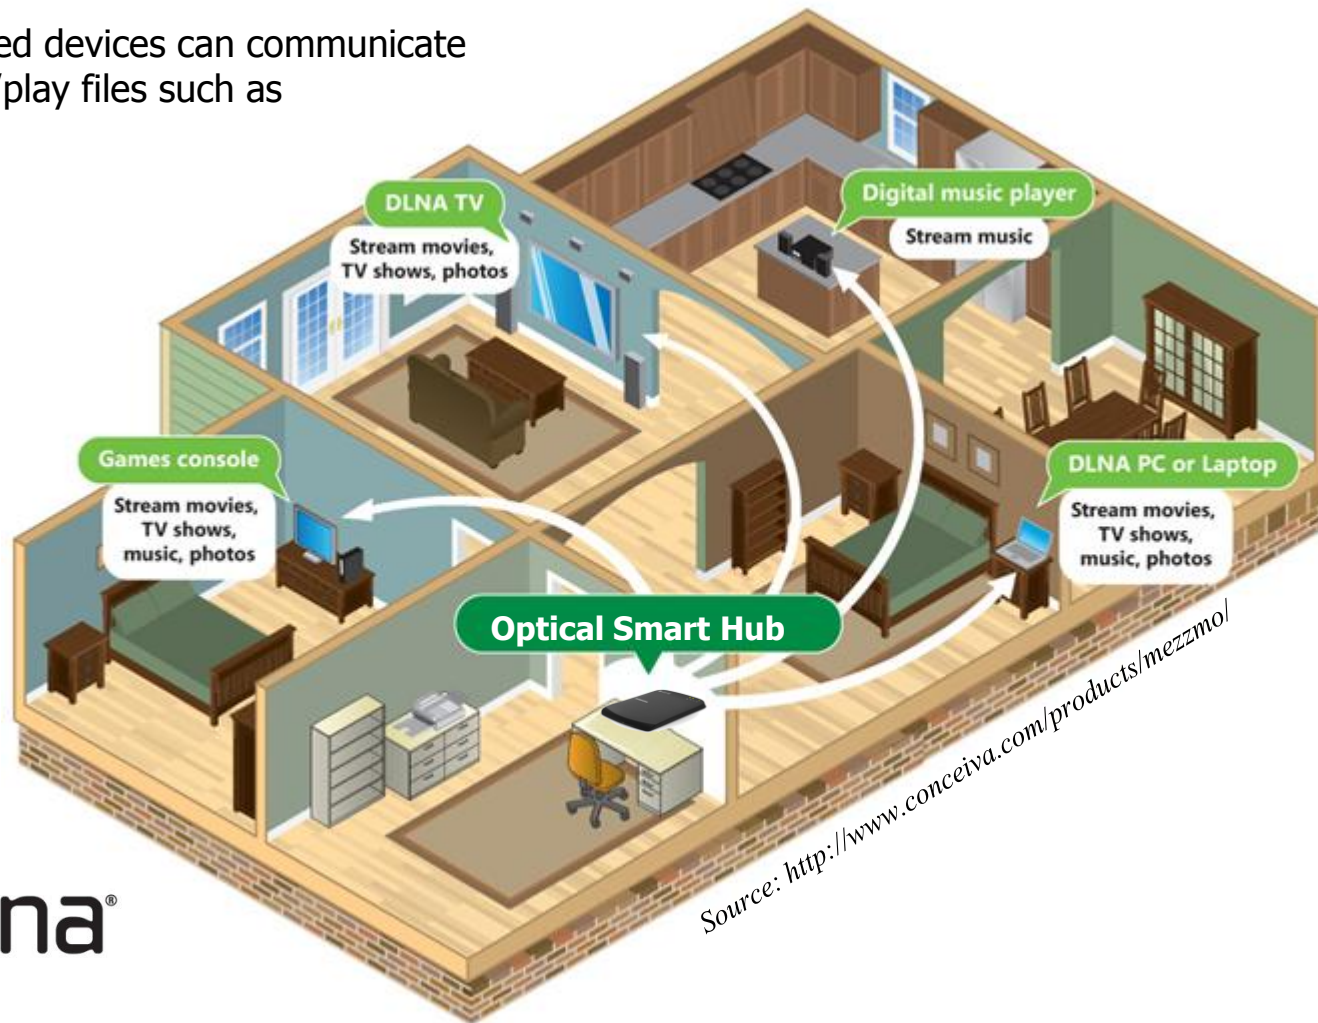 ed devices can communicate
/play files such as
DLNA TV
Stream movies,
TV shows, photos
Digital music player
Stream music
Games console
Stream movies,
TV shows,
music, photos
DLNA PC or Laptop
Stream movies,
TV shows,
music, photos
Optical Smart Hub
Source: http://www.conceiva.com/products/mezzmo/
na®